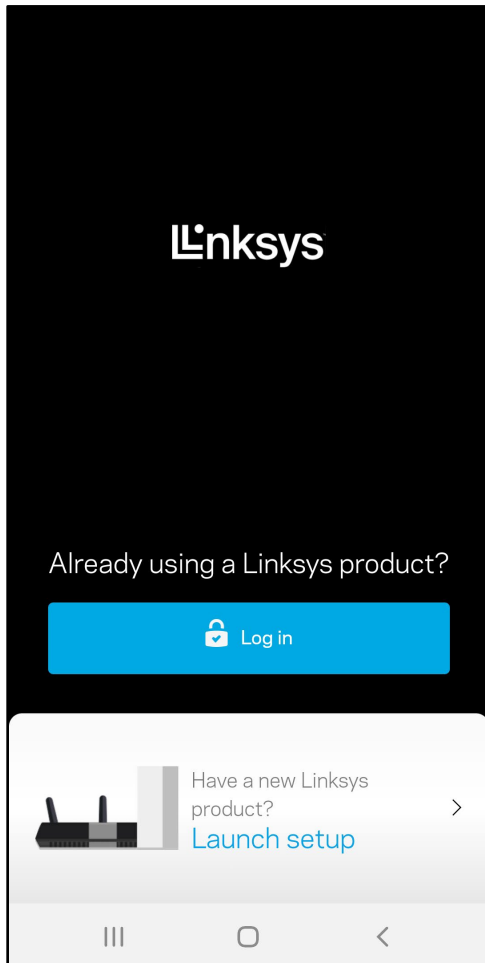 Linksys
Already using a Linksys product?
Log in
Have a new Linksys
product?
Launch setup